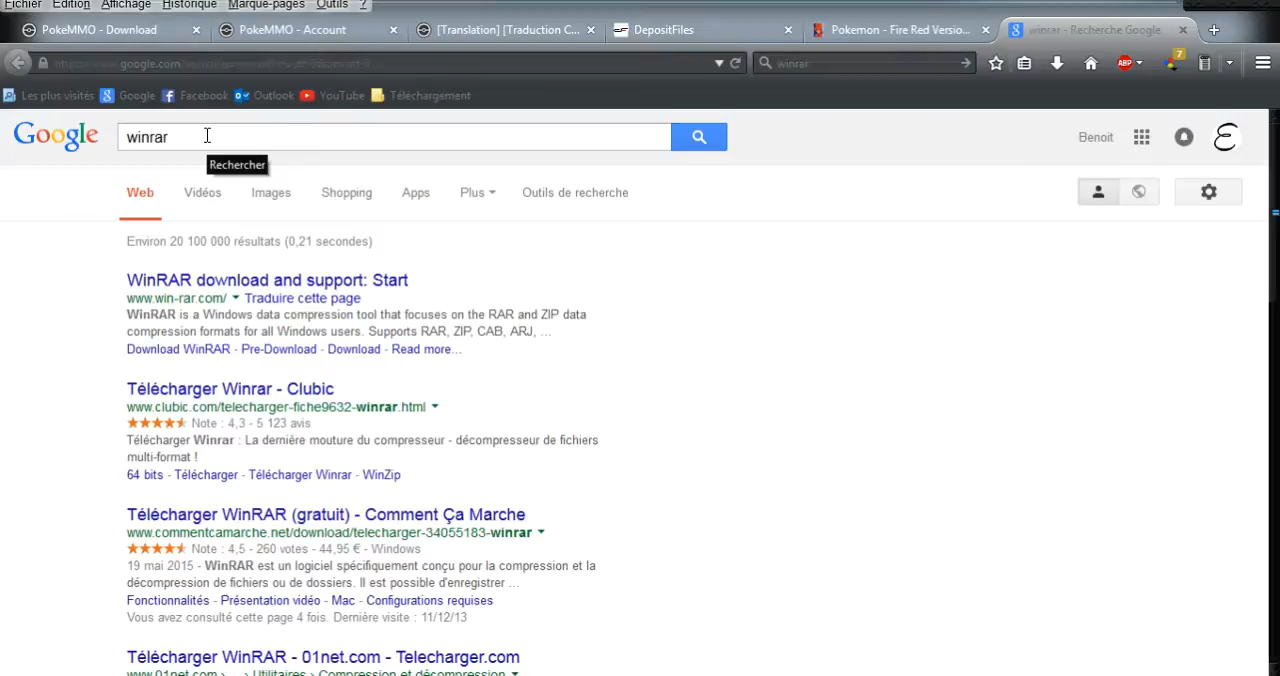 Fichier Edition Affichage Historique Marque-pages Outils ?
PokeMMO - Download × PokeMMO - Account × [Translation] [Traduction C... × DepositFiles × Pokemon - Fire Red Versio... × winrar - Recherche Google × +
winrar
ABP 7
Les plus visités Google Facebook Outlook YouTube Téléchargement
Google winrar
Benoit
Rechercher
Web Vidéos Images Shopping Apps Plus Outils de recherche
Environ 20 100 000 résultats (0,21 secondes)
WinRAR download and support: Start
www.win-rar.com/ Traduire cette page
WinRAR is a Windows data compression tool that focuses on the RAR and ZIP data
compression formats for all Windows users. Supports RAR, ZIP, CAB, ARJ, ...
Download WinRAR - Pre-Download - Download - Read more...
Télécharger Winrar - Clubic
www.clubic.com/telecharger-fiche9632-winrar.html
Note : 4,3 - 5 123 avis
Télécharger Winrar : La dernière mouture du compresseur - décompresseur de fichiers
multi-format !
64 bits - Télécharger - Télécharger Winrar - WinZip
Télécharger WinRAR (gratuit) - Comment Ça Marche
www.commentcamarche.net/download/telecharger-34055183-winrar
Note : 4,5 - 260 votes - 44,95 € - Windows
19 mai 2015 - WinRAR est un logiciel spécifiquement conçu pour la compression et la
décompression de fichiers ou de dossiers. Il est possible d'enregistrer ...
Fonctionnalités - Présentation vidéo - Mac - Configurations requises
Vous avez consulté cette page 4 fois. Dernière visite : 11/12/13
Télécharger WinRAR - 01net.com - Telecharger.com
www.01net.com › ... › Utilitaires › Compression et décompression